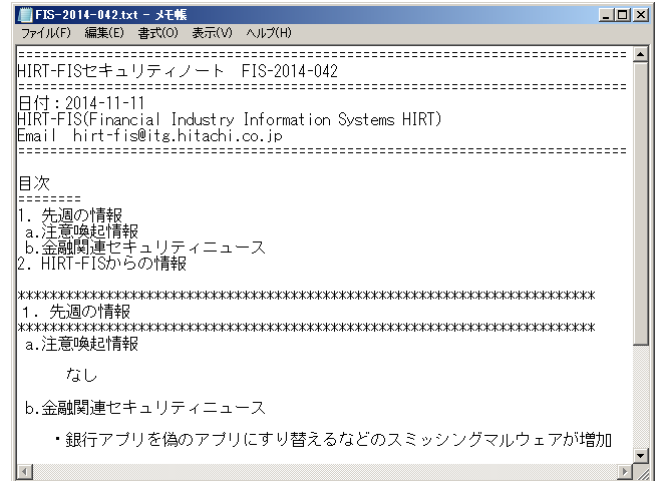 FIS-2014-042.txt - メモ帳
ファイル(F) 編集(E) 書式(O) 表示(V) ヘルプ(H)
============================================================================
HIRT-FISセキュリティノート　FIS-2014-042
============================================================================
日付：2014-11-11
HIRT-FIS(Financial Industry Information Systems HIRT)
Email　hirt-fis@itg.hitachi.co.jp
============================================================================
目次
========
1. 先週の情報
a.注意喚起情報
b.金融関連セキュリティニュース
2. HIRT-FISからの情報
************************************************************************
1. 先週の情報
************************************************************************
a.注意喚起情報
なし
b.金融関連セキュリティニュース
・銀行アプリを偽のアプリにすり替えるなどのスミッシングマルウェアが増加